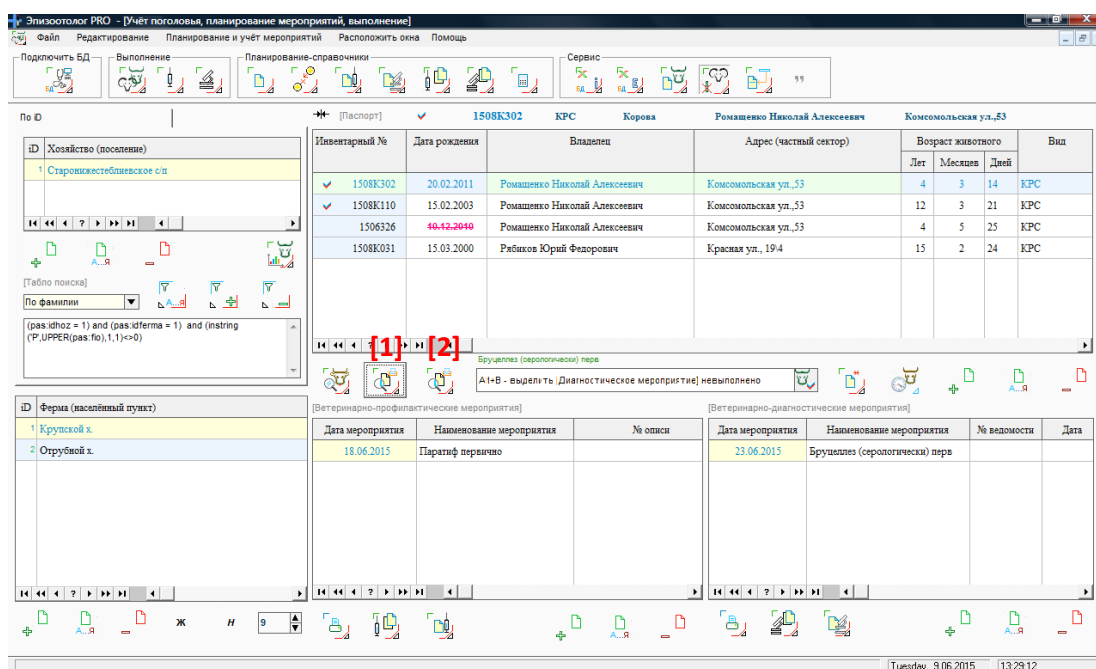 Эпизоотолог PRO - [Учёт поголовья, планирование мероприятий, выполнение]
Файл Редактирование Планирование и учёт мероприятий Расположить окна Помощь
Подключить БД Выполнение Планирование-справочники Сервис
По iD
[Паспорт] 1508К302 КРС Корова Ромащенко Николай Алексеевич Комсомольская ул.,53
iD Хозяйство (поселение)
1 Старонижестеблиевское с/п
Инвентарный № Дата рождения Владелец Адрес (частный сектор) Возраст животного Вид
Лет Месяцев Дней
1508К302 20.02.2011 Ромащенко Николай Алексеевич Комсомольская ул.,53 4 3 14 КРС
1508К110 15.02.2003 Ромащенко Николай Алексеевич Комсомольская ул.,53 12 3 21 КРС
1506326 10.12.2010 Ромащенко Николай Алексеевич Комсомольская ул.,53 4 5 25 КРС
1508К031 15.03.2000 Рябиков Юрий Федорович Красная ул., 19\4 15 2 24 КРС
А...Я
[Табло поиска]
По фамилии
А...Я
(pas:idhoz = 1) and (pas:idferma = 1) and (instring
('Р',UPPER(pas:fio),1,1)<>0)
[1] [2]
Бруцеллез (серологически) перв
А1+В - выделить [Диагностическое мероприятие] невыполнено
А...Я
iD Ферма (населённый пункт)
1 Крупской х.
2 Отрубной х.
[Ветеринарно-профилактические мероприятия]
Дата мероприятия Наименование мероприятия № описи
18.06.2015 Паратиф первично
[Ветеринарно-диагностические мероприятия]
Дата мероприятия Наименование мероприятия № ведомости Дата
23.06.2015 Бруцеллез (серологически) перв
А...Я Ж Н 9 А...Я А...Я
Tuesday, 9.06.2015 13:29:12